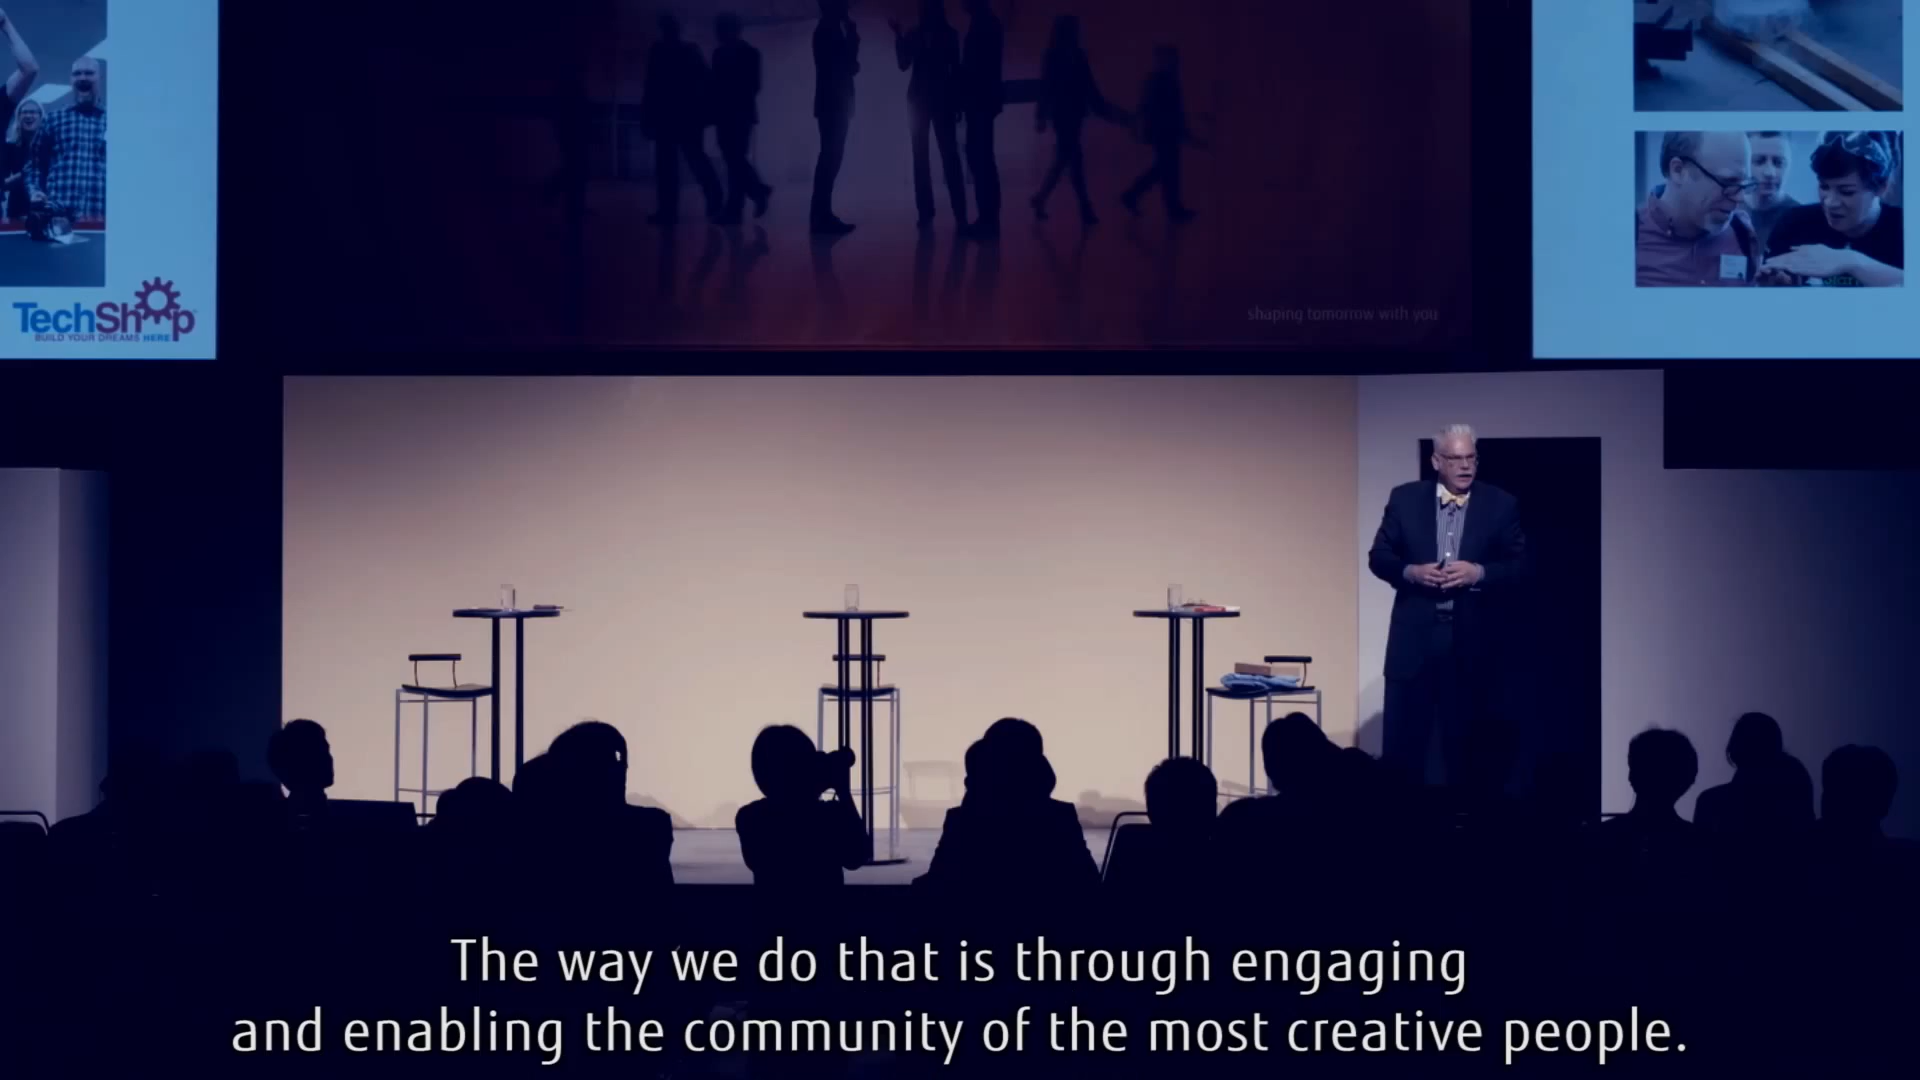 TechShop
BUILD YOUR DREAMS HERE
shaping tomorrow with you
The way we do that is through engaging
and enabling the community of the most creative people.